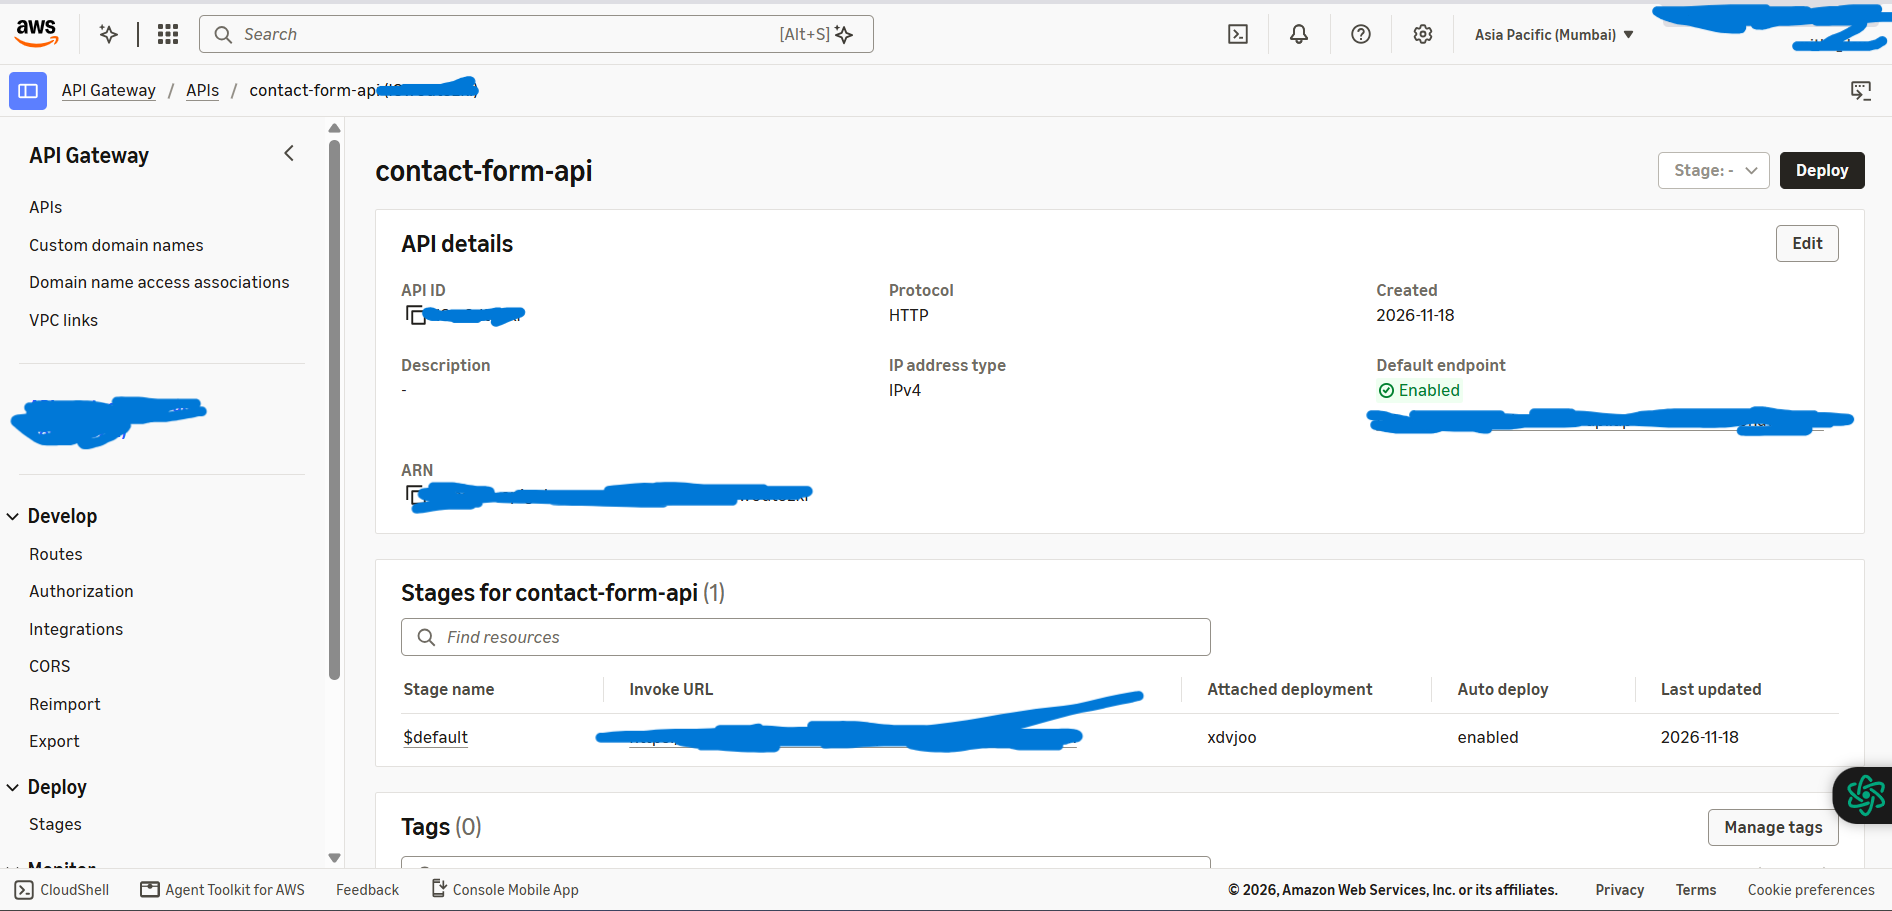 aws
Search [Alt+S]
Asia Pacific (Mumbai)
API Gateway / APIs / contact-form-api
API Gateway
APIs
Custom domain names
Domain name access associations
VPC links
Develop
Routes
Authorization
Integrations
CORS
Reimport
Export
Deploy
Stages
Monitor
contact-form-api
Stage: -
Deploy
API details
Edit
API ID
Protocol
HTTP
Created
2026-11-18
Description
-
IP address type
IPv4
Default endpoint
Enabled
ARN
Stages for contact-form-api (1)
Find resources
Stage name Invoke URL Attached deployment Auto deploy Last updated
$default xdvjoo enabled 2026-11-18
Tags (0)
Manage tags
CloudShell Agent Toolkit for AWS Feedback Console Mobile App © 2026, Amazon Web Services, Inc. or its affiliates. Privacy Terms Cookie preferences